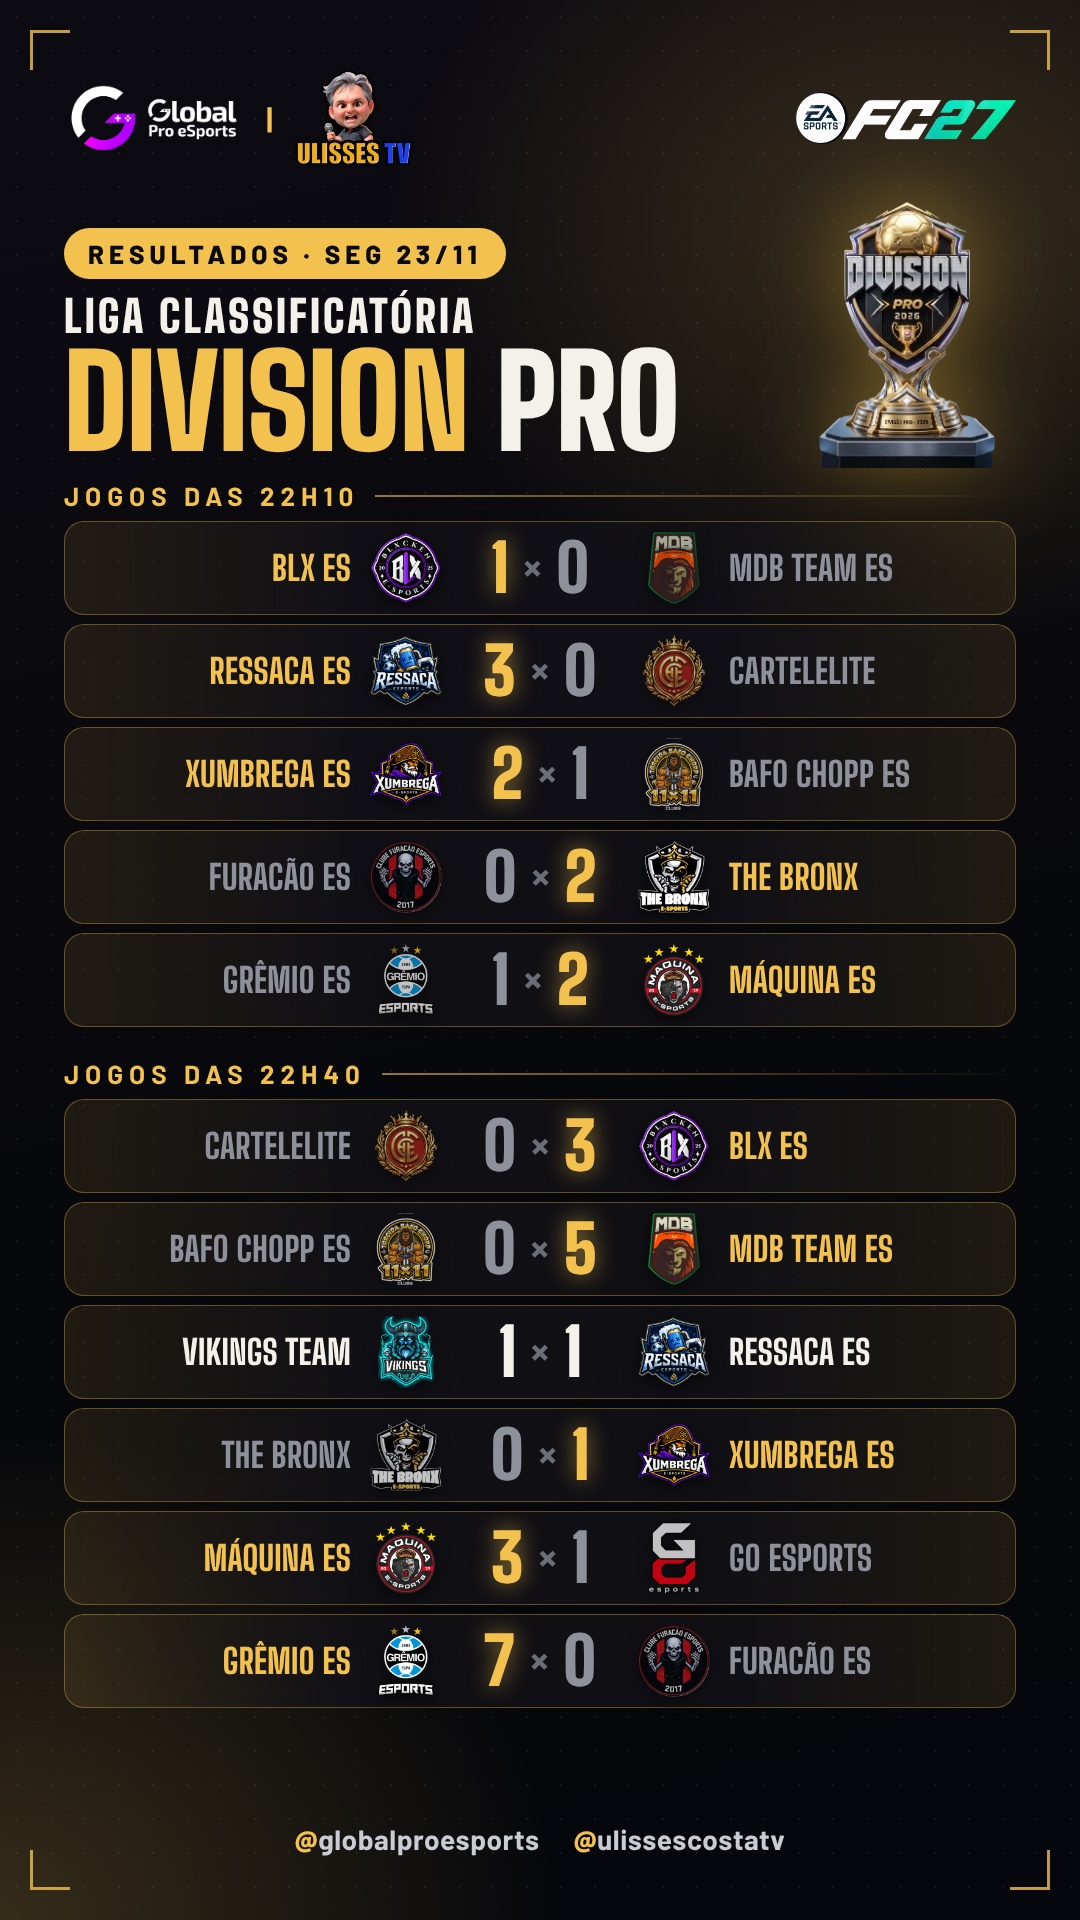 Global
Pro eSports
ULISSES TV
EA
SPORTS
FC27
RESULTADOS · SEG 23/11
LIGA CLASSIFICATÓRIA
DIVISION PRO
DIVISION
PRO
2026
JOGOS DAS 22H10
BLX ES 1 × 0 MDB TEAM ES
RESSACA ES 3 × 0 CARTELELITE
XUMBREGA ES 2 × 1 BAFO CHOPP ES
FURACÃO ES 0 × 2 THE BRONX
GRÊMIO ES 1 × 2 MÁQUINA ES
JOGOS DAS 22H40
CARTELELITE 0 × 3 BLX ES
BAFO CHOPP ES 0 × 5 MDB TEAM ES
VIKINGS TEAM 1 × 1 RESSACA ES
THE BRONX 0 × 1 XUMBREGA ES
MÁQUINA ES 3 × 1 GO ESPORTS
GRÊMIO ES 7 × 0 FURACÃO ES
@globalproesports @ulissescostatv